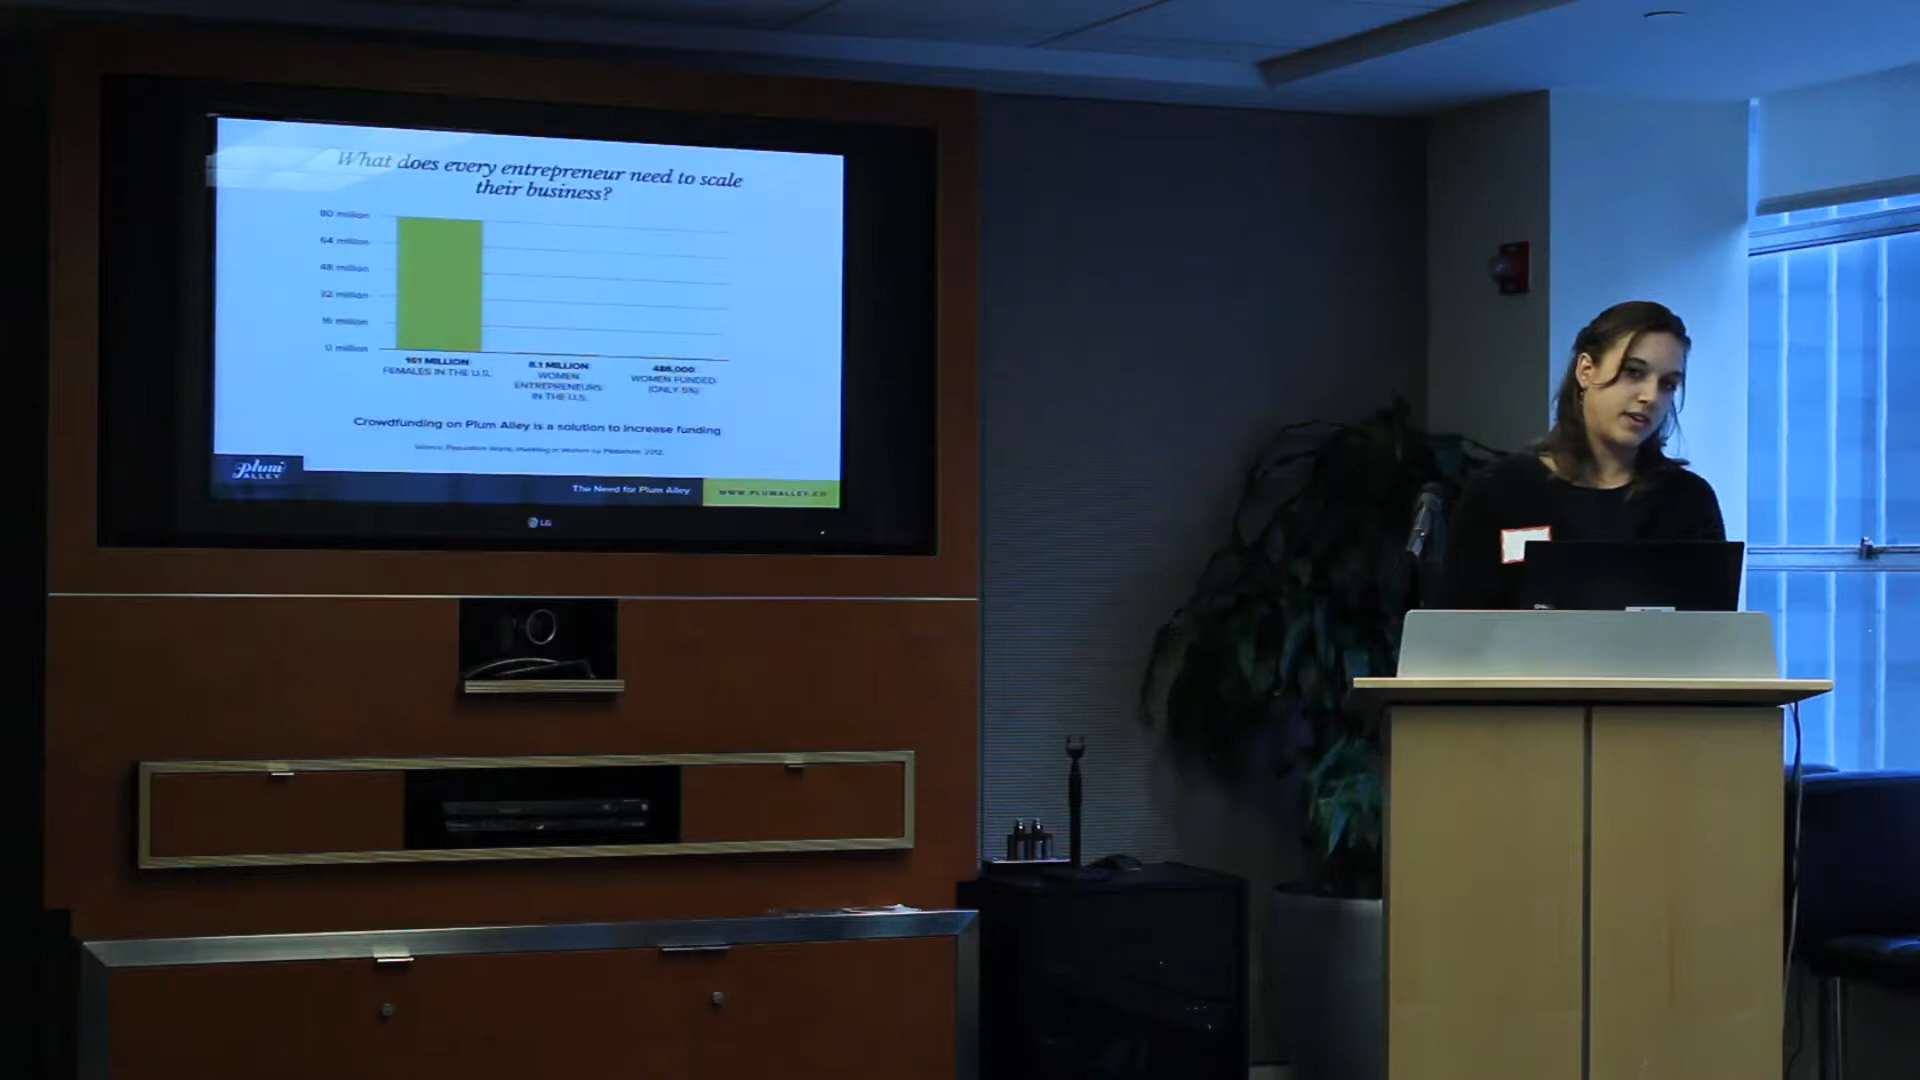 What does every entrepreneur need to scale
their business?
80 million
64 million
48 million
32 million
16 million
0 million
161 MILLION
FEMALES IN THE U.S.
8.1 MILLION
WOMEN
ENTREPRENEURS
IN THE U.S.
486,000
WOMEN FUNDED
(ONLY 5%)
Crowdfunding on Plum Alley is a solution to increase funding
plum
ALLEY
The Need for Plum Alley
WWW.PLUMALLEY.CO
LG